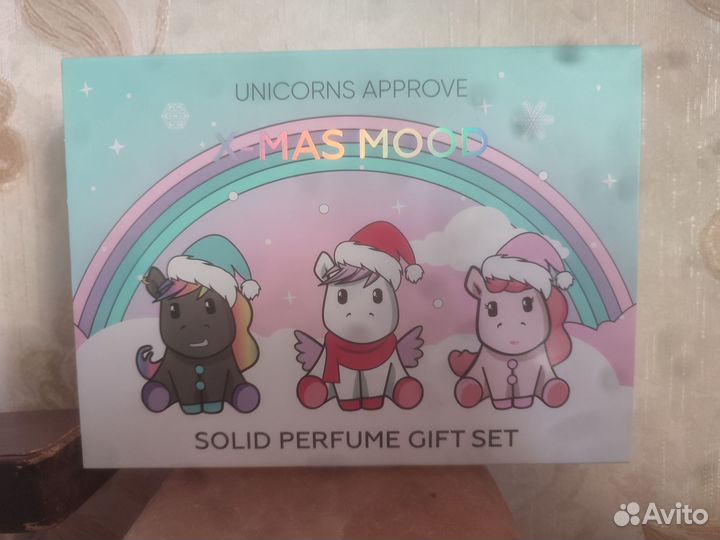 UNICORNS APPROVE
X-MAS MOOD
SOLID PERFUME GIFT SET
Avito